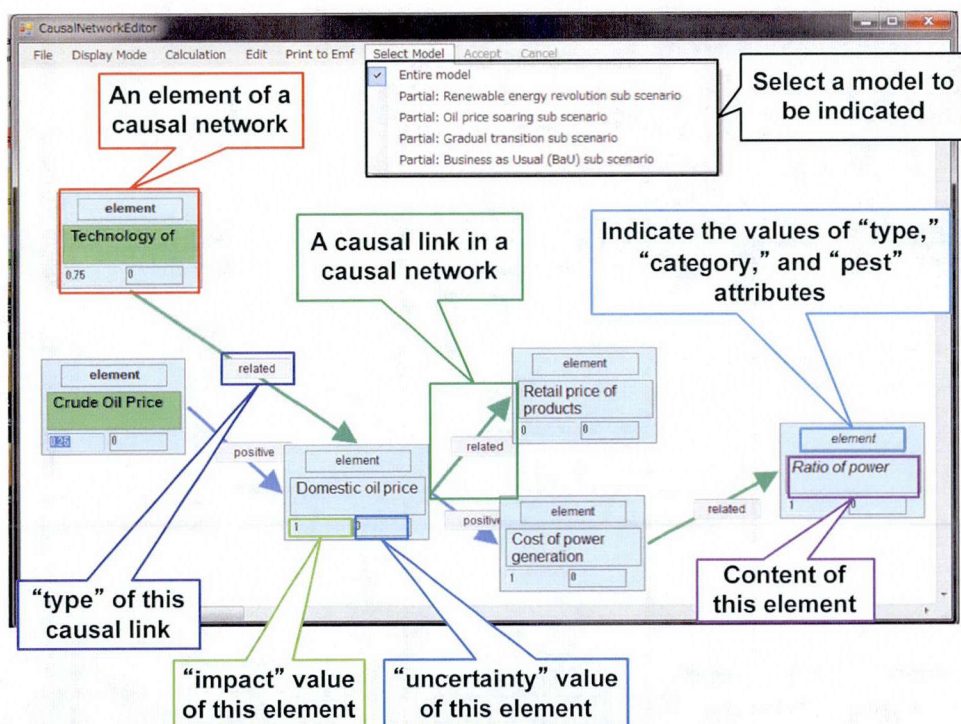 CausalNetworkEditor
File Display Mode Calculation Edit Print to Emf Select Model Accept Cancel
Entire model
Partial: Renewable energy revolution sub scenario
Partial: Oil price soaring sub scenario
Partial: Gradual transition sub scenario
Partial: Business as Usual (BaU) sub scenario
Select a model to
be indicated
An element of a
causal network
element
Technology of
0.75 0
A causal link in a
causal network
Indicate the values of “type,”
“category,” and “pest”
attributes
related
element
Crude Oil Price
0.25 0
positive
element
Domestic oil price
1 0
related
element
Retail price of
products
0 0
positive
Cost of power
generation
1 0
related
element
Ratio of power
1 0
“type” of this
causal link
Content of
this element
“impact” value
of this element
“uncertainty” value
of this element